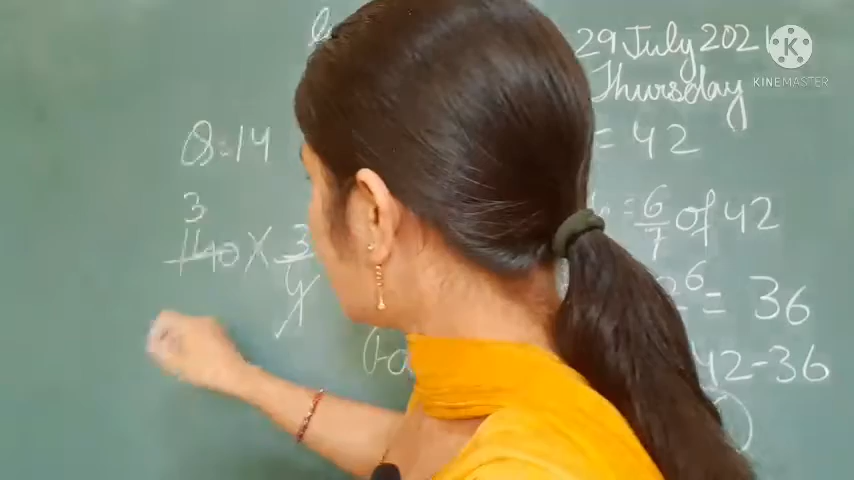 29 July 2021
Thursday
KINEMASTER
Q.14
= 42
3
= 6/7 of 42
140 × 3
4
6
= 36
42 - 36